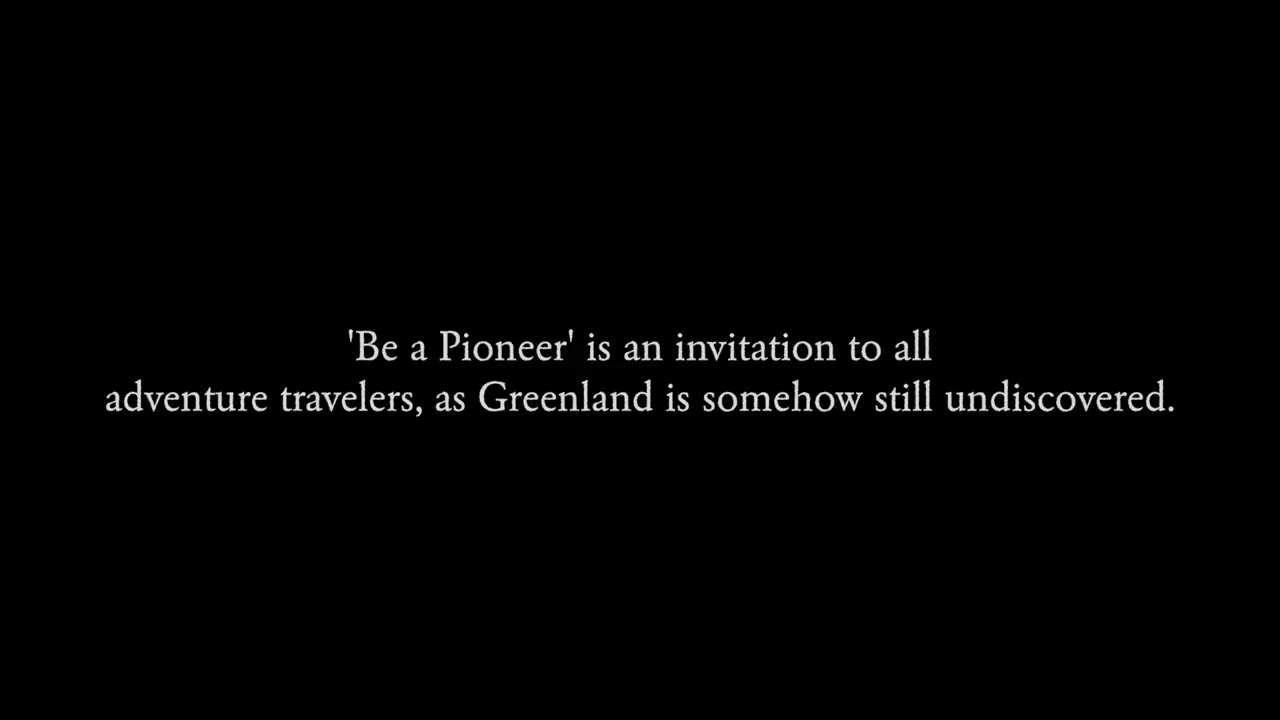 'Be a Pioneer' is an invitation to all
adventure travelers, as Greenland is somehow still undiscovered.